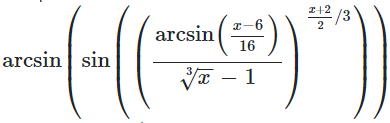 arcsin(sin(((arcsin((x−6)/16))/(∛x − 1))^((x+2)/2 /3)))